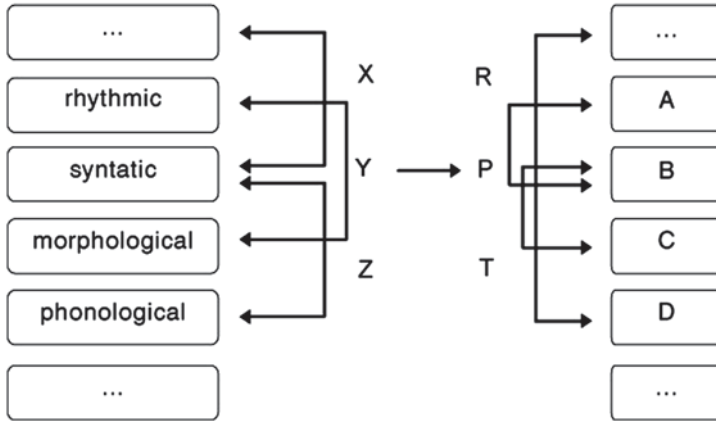 ...
rhythmic
syntatic
morphological
phonological
...
X
Y
Z
R
P
T
...
A
B
C
D
...